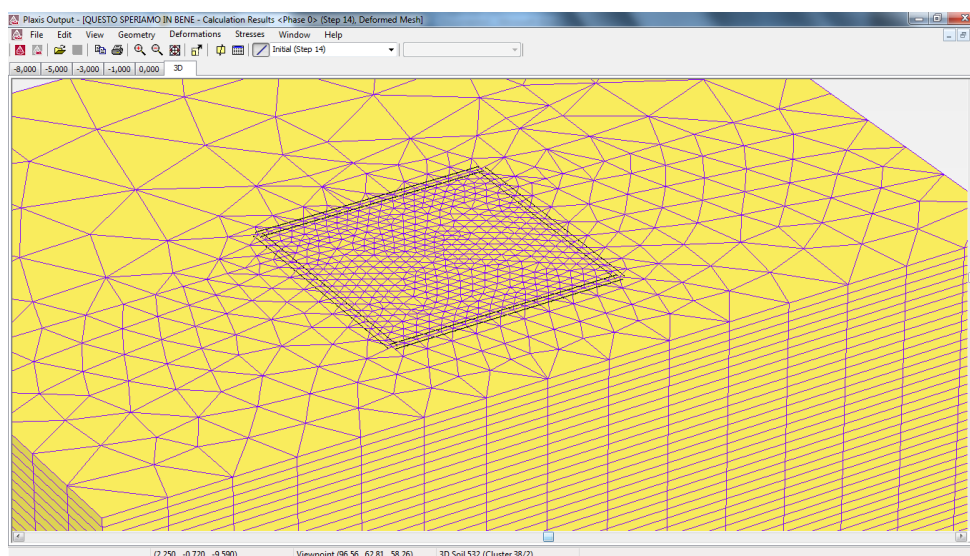 Plaxis Output - [QUESTO SPERIAMO IN BENE - Calculation Results <Phase 0> (Step 14), Deformed Mesh]
File Edit View Geometry Deformations Stresses Window Help
Initial (Step 14)
-8,000 -5,000 -3,000 -1,000 0,000 3D
(2.250 -0.720 -9.590) Viewpoint (96.56, 62.81, 58.26) 3D Soil 532 (Cluster 38/2)